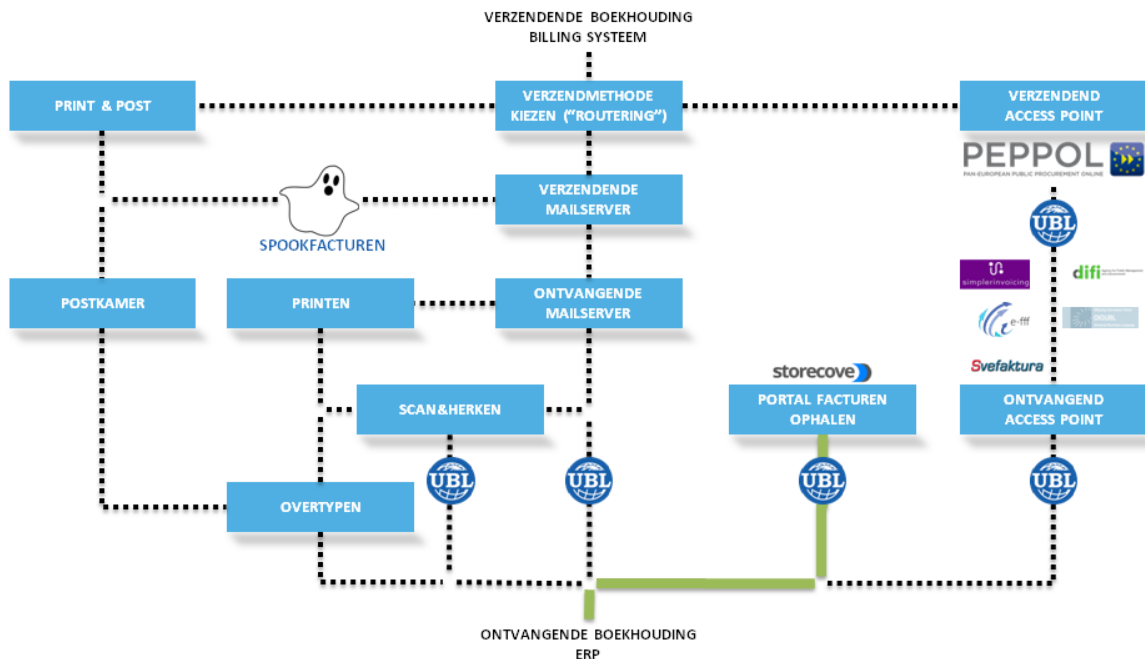 VERZENDENDE BOEKHOUDING
BILLING SYSTEEM
PRINT & POST
VERZENDMETHODE
KIEZEN ("ROUTERING")
VERZENDEND
ACCESS POINT
PEPPOL
PAN-EUROPEAN PUBLIC PROCUREMENT ONLINE
VERZENDENDE
MAILSERVER
UBL
SPOOKFACTUREN
simplerinvoicing
difi
POSTKAMER
PRINTEN
ONTVANGENDE
MAILSERVER
e-fff
Svefaktura
storecove
SCAN&HERKEN
PORTAL FACTUREN
OPHALEN
ONTVANGEND
ACCESS POINT
UBL
UBL
UBL
UBL
OVERTYPEN
ONTVANGENDE BOEKHOUDING
ERP